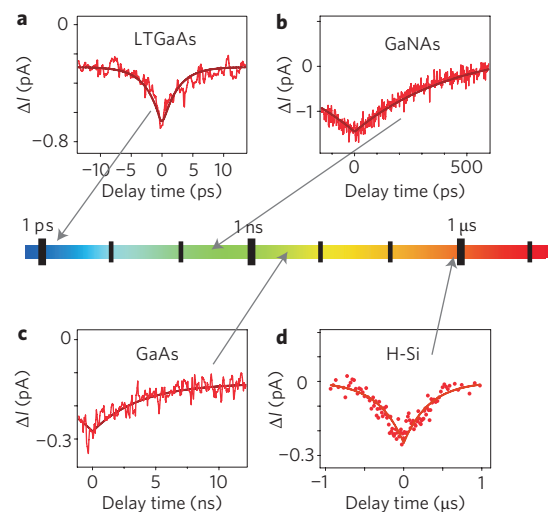 a
LTGaAs
0
−0.8
ΔI (pA)
−10 −5 0 5 10
Delay time (ps)
b
GaNAs
0
−1
ΔI (pA)
0 500
Delay time (ps)
1 ps 1 ns 1 μs
c
GaAs
0
−0.3
ΔI (pA)
0 5 10
Delay time (ns)
d
H-Si
0
−0.3
ΔI (pA)
−1 0 1
Delay time (μs)